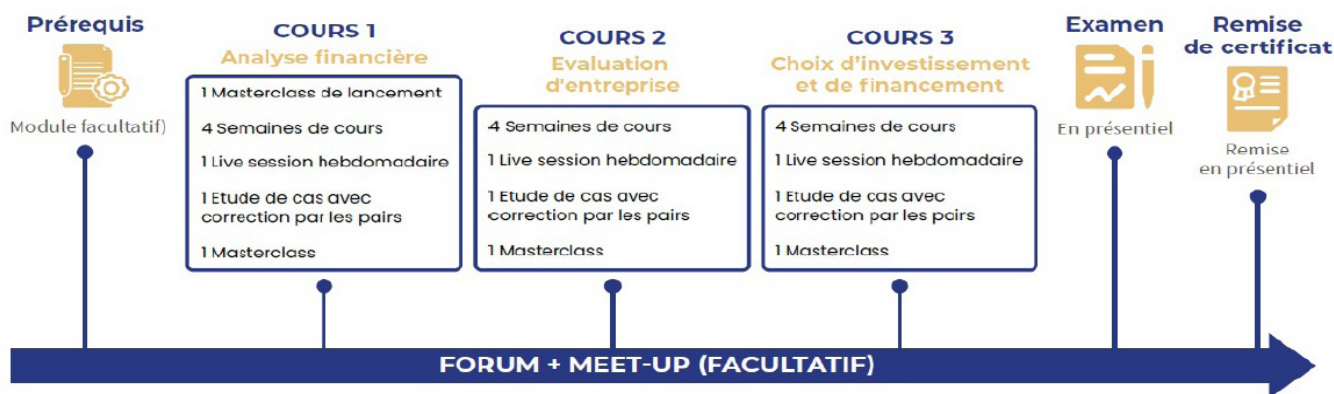 Prérequis
Module facultatif)
COURS 1
Analyse financière
1 Masterclass de lancement
4 Semaines de cours
1 Live session hebdomadaire
1 Etude de cas avec
correction par les pairs
1 Masterclass
COURS 2
Evaluation
d'entreprise
4 Semaines de cours
1 Live session hebdomadaire
1 Etude de cas avec
correction par les pairs
1 Masterclass
COURS 3
Choix d'investissement
et de financement
4 Semaines de cours
1 Live session hebdomadaire
1 Etude de cas avec
correction par les pairs
1 Masterclass
Examen
En présentiel
Remise
de certificat
Remise
en présentiel
FORUM + MEET-UP (FACULTATIF)